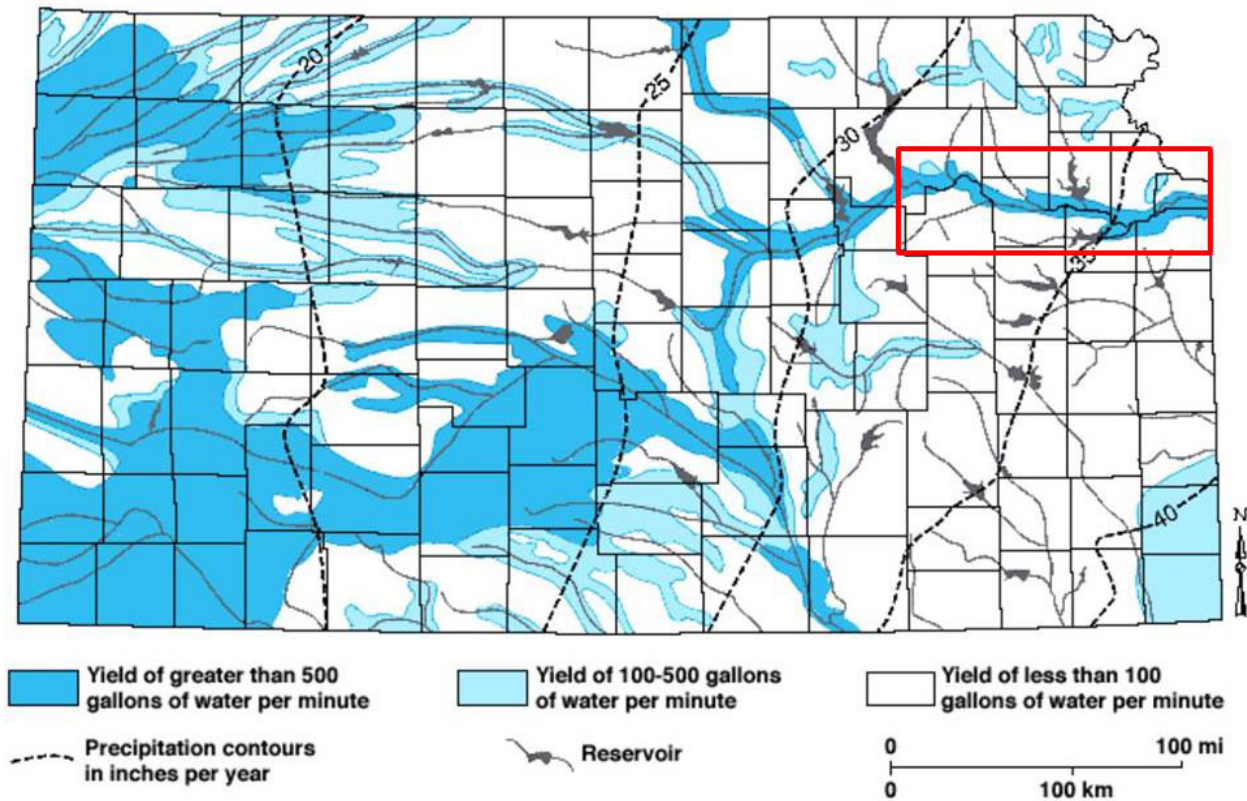 20
25
30
35
40
N
Yield of greater than 500
gallons of water per minute
Yield of 100-500 gallons
of water per minute
Yield of less than 100
gallons of water per minute
Precipitation contours
in inches per year
Reservoir
0 100 mi
0 100 km